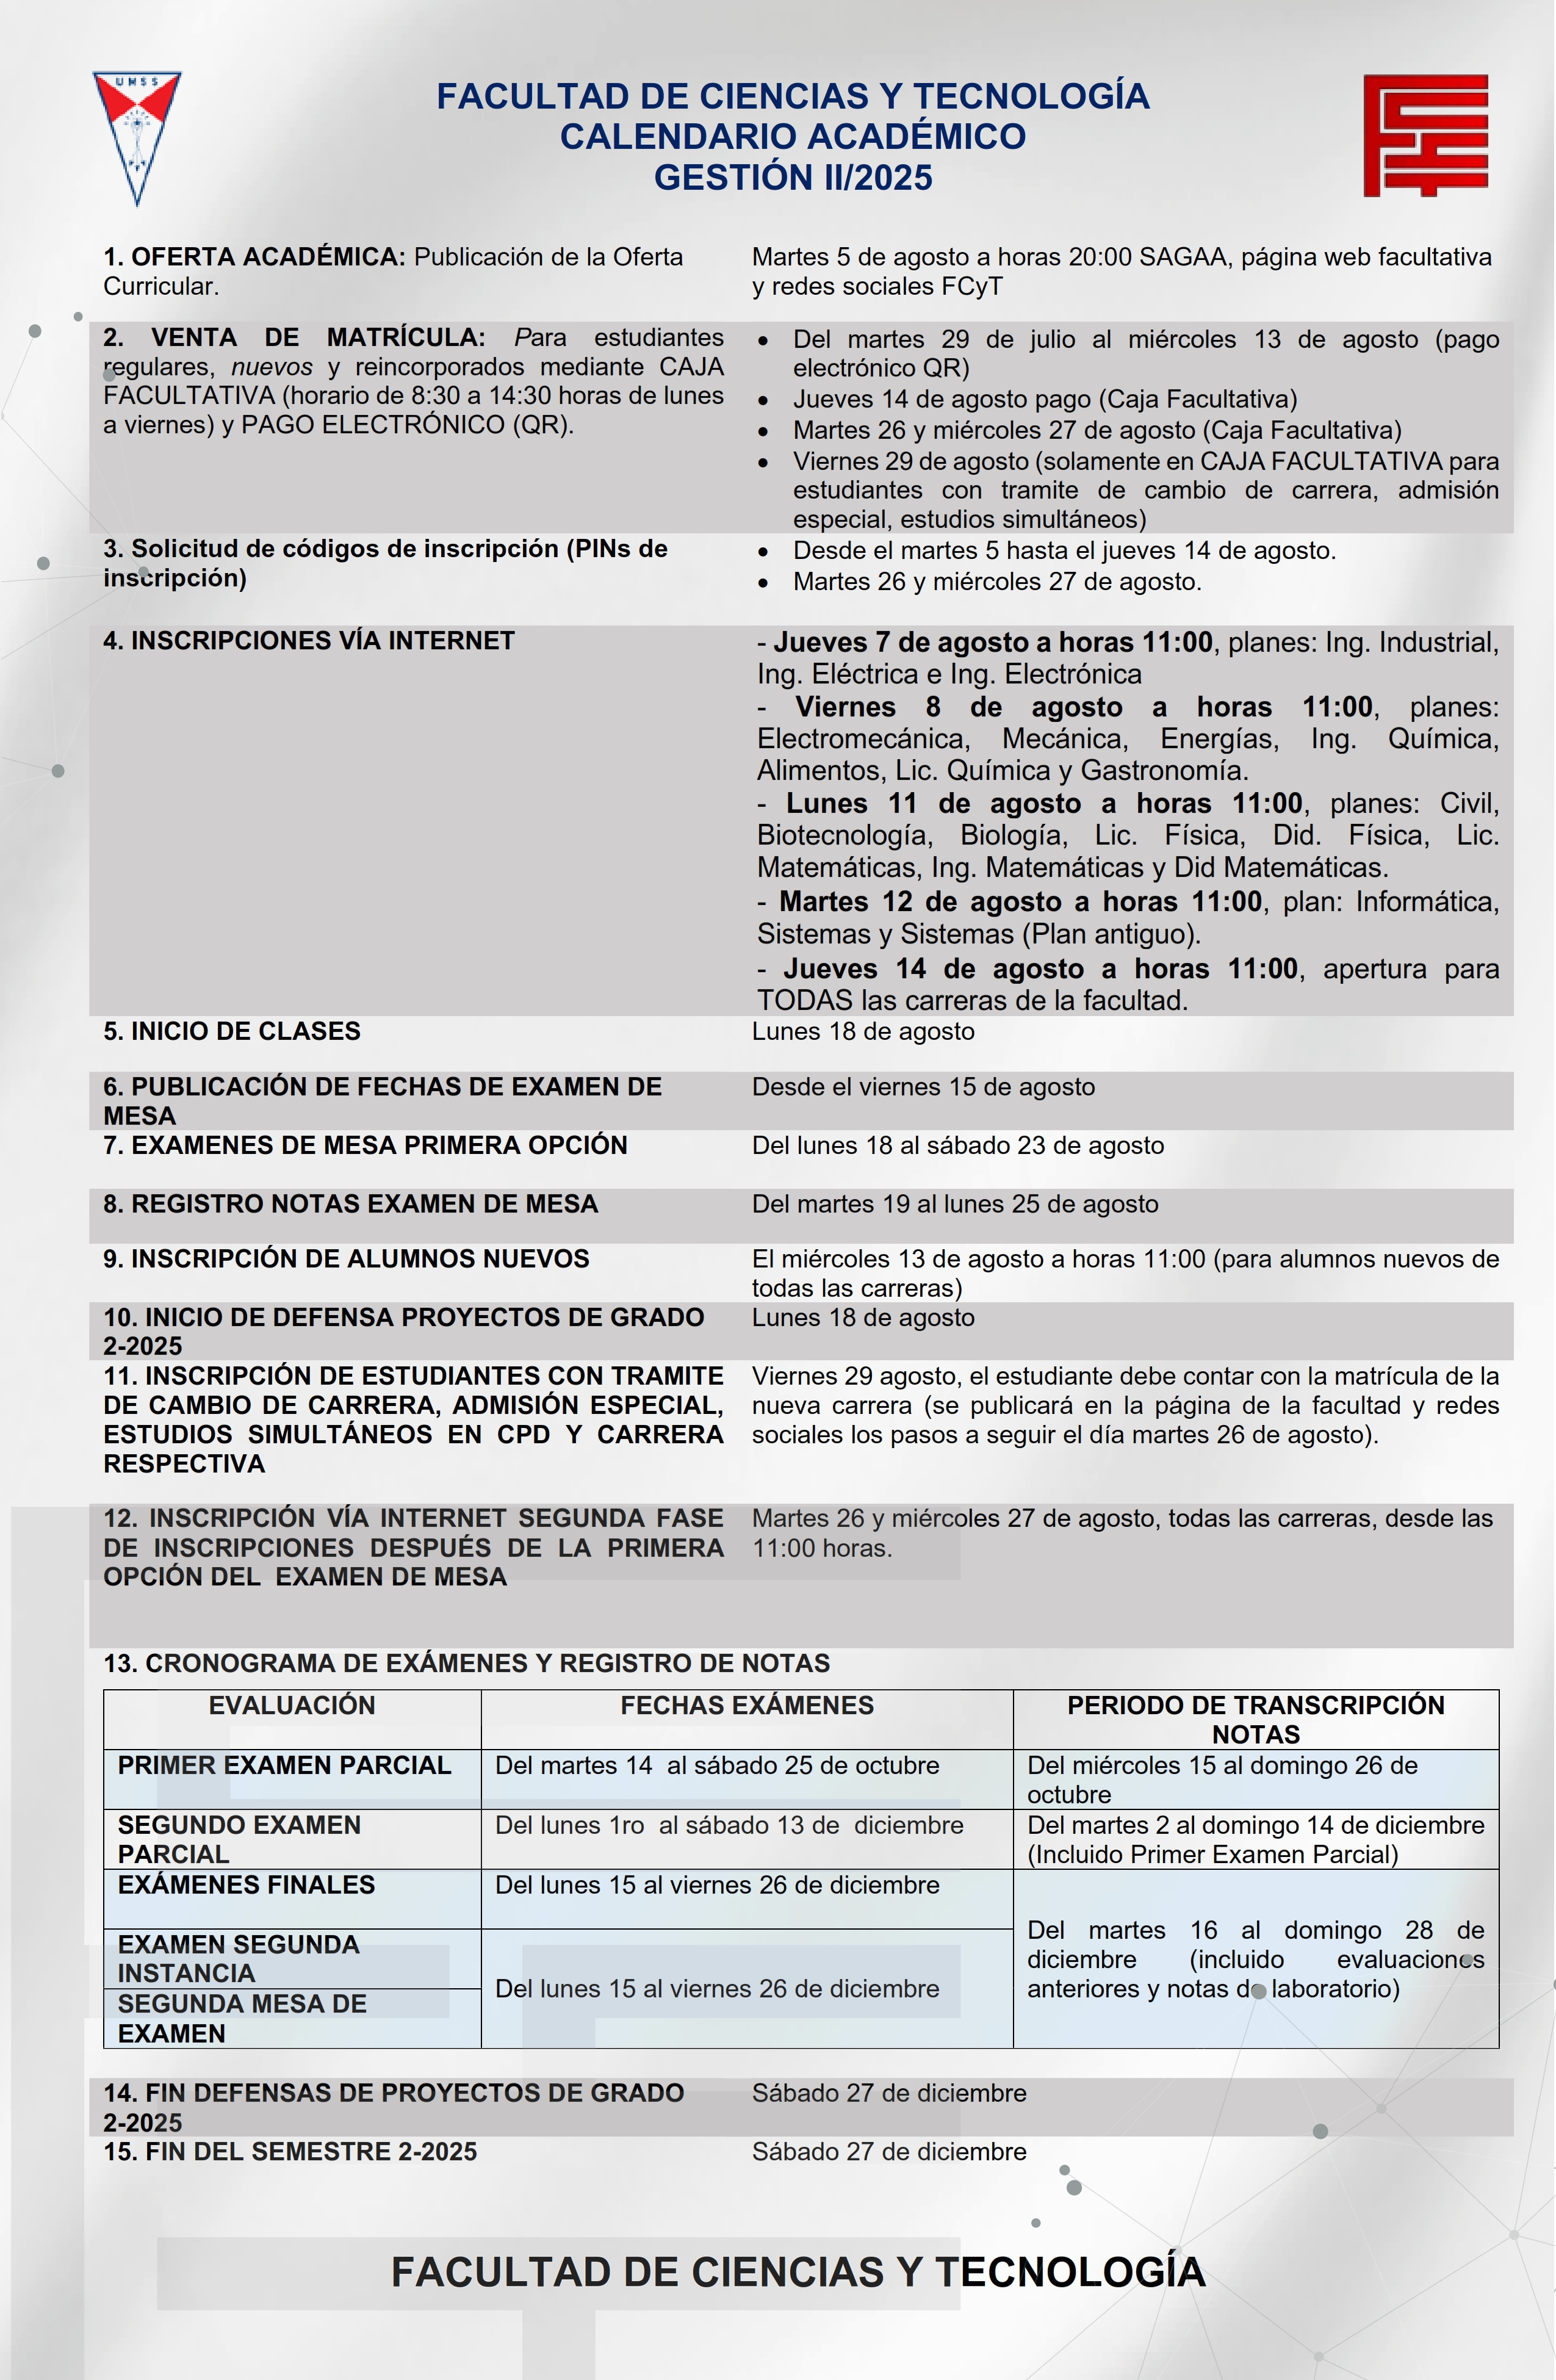 UMSS
FACULTAD DE CIENCIAS Y TECNOLOGÍA
CALENDARIO ACADÉMICO
GESTIÓN II/2025
1. OFERTA ACADÉMICA: Publicación de la Oferta
Curricular.
Martes 5 de agosto a horas 20:00 SAGAA, página web facultativa
y redes sociales FCyT
2. VENTA DE MATRÍCULA: Para estudiantes
regulares, nuevos y reincorporados mediante CAJA
FACULTATIVA (horario de 8:30 a 14:30 horas de lunes
a viernes) y PAGO ELECTRÓNICO (QR).
• Del martes 29 de julio al miércoles 13 de agosto (pago
electrónico QR)
• Jueves 14 de agosto pago (Caja Facultativa)
• Martes 26 y miércoles 27 de agosto (Caja Facultativa)
• Viernes 29 de agosto (solamente en CAJA FACULTATIVA para
estudiantes con tramite de cambio de carrera, admisión
especial, estudios simultáneos)
3. Solicitud de códigos de inscripción (PINs de
inscripción)
• Desde el martes 5 hasta el jueves 14 de agosto.
• Martes 26 y miércoles 27 de agosto.
4. INSCRIPCIONES VÍA INTERNET
- Jueves 7 de agosto a horas 11:00, planes: Ing. Industrial,
Ing. Eléctrica e Ing. Electrónica
- Viernes 8 de agosto a horas 11:00, planes:
Electromecánica, Mecánica, Energías, Ing. Química,
Alimentos, Lic. Química y Gastronomía.
- Lunes 11 de agosto a horas 11:00, planes: Civil,
Biotecnología, Biología, Lic. Física, Did. Física, Lic.
Matemáticas, Ing. Matemáticas y Did Matemáticas.
- Martes 12 de agosto a horas 11:00, plan: Informática,
Sistemas y Sistemas (Plan antiguo).
- Jueves 14 de agosto a horas 11:00, apertura para
TODAS las carreras de la facultad.
5. INICIO DE CLASES
Lunes 18 de agosto
6. PUBLICACIÓN DE FECHAS DE EXAMEN DE
MESA
Desde el viernes 15 de agosto
7. EXAMENES DE MESA PRIMERA OPCIÓN
Del lunes 18 al sábado 23 de agosto
8. REGISTRO NOTAS EXAMEN DE MESA
Del martes 19 al lunes 25 de agosto
9. INSCRIPCIÓN DE ALUMNOS NUEVOS
El miércoles 13 de agosto a horas 11:00 (para alumnos nuevos de
todas las carreras)
10. INICIO DE DEFENSA PROYECTOS DE GRADO
2-2025
Lunes 18 de agosto
11. INSCRIPCIÓN DE ESTUDIANTES CON TRAMITE
DE CAMBIO DE CARRERA, ADMISIÓN ESPECIAL,
ESTUDIOS SIMULTÁNEOS EN CPD Y CARRERA
RESPECTIVA
Viernes 29 agosto, el estudiante debe contar con la matrícula de la
nueva carrera (se publicará en la página de la facultad y redes
sociales los pasos a seguir el día martes 26 de agosto).
12. INSCRIPCIÓN VÍA INTERNET SEGUNDA FASE
DE INSCRIPCIONES DESPUÉS DE LA PRIMERA
OPCIÓN DEL EXAMEN DE MESA
Martes 26 y miércoles 27 de agosto, todas las carreras, desde las
11:00 horas.
13. CRONOGRAMA DE EXÁMENES Y REGISTRO DE NOTAS
EVALUACIÓN
FECHAS EXÁMENES
PERIODO DE TRANSCRIPCIÓN
NOTAS
PRIMER EXAMEN PARCIAL
Del martes 14 al sábado 25 de octubre
Del miércoles 15 al domingo 26 de
octubre
SEGUNDO EXAMEN
PARCIAL
Del lunes 1ro al sábado 13 de diciembre
Del martes 2 al domingo 14 de diciembre
(Incluido Primer Examen Parcial)
EXÁMENES FINALES
Del lunes 15 al viernes 26 de diciembre
EXAMEN SEGUNDA
INSTANCIA
SEGUNDA MESA DE
EXAMEN
Del lunes 15 al viernes 26 de diciembre
Del martes 16 al domingo 28 de
diciembre (incluido evaluaciones
anteriores y notas de laboratorio)
14. FIN DEFENSAS DE PROYECTOS DE GRADO
2-2025
Sábado 27 de diciembre
15. FIN DEL SEMESTRE 2-2025
Sábado 27 de diciembre
FACULTAD DE CIENCIAS Y TECNOLOGÍA